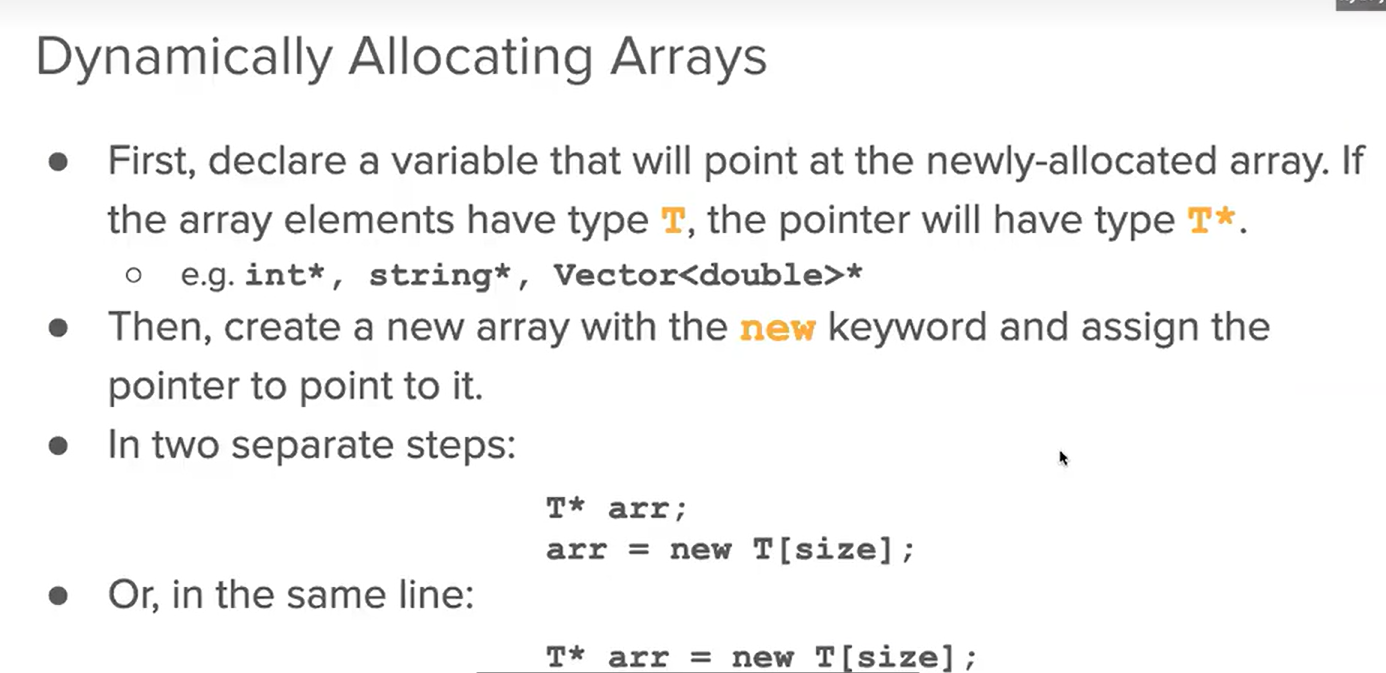 Dynamically Allocating Arrays
● First, declare a variable that will point at the newly-allocated array. If
the array elements have type T, the pointer will have type T*.
○ e.g. int*, string*, Vector<double>*
● Then, create a new array with the new keyword and assign the
pointer to point to it.
● In two separate steps:
T* arr;
arr = new T[size];
● Or, in the same line:
T* arr = new T[size];